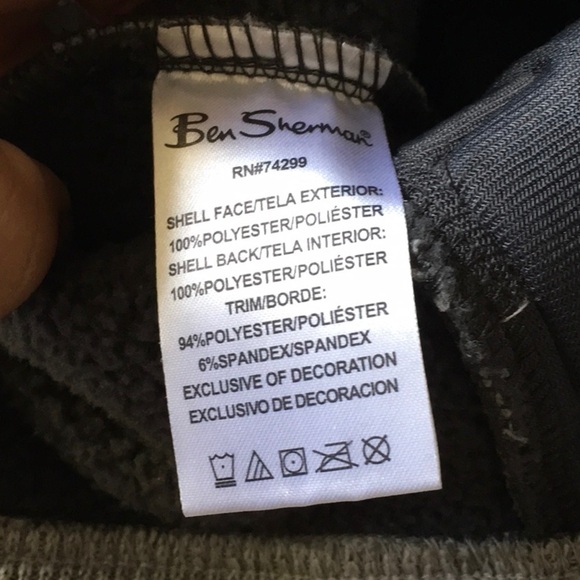 Ben Sherman®
RN#74299
SHELL FACE/TELA EXTERIOR:
100%POLYESTER/POLIÉSTER
SHELL BACK/TELA INTERIOR:
100%POLYESTER/POLIÉSTER
TRIM/BORDE:
94%POLYESTER/POLIÉSTER
6%SPANDEX/SPANDEX
EXCLUSIVE OF DECORATION
EXCLUSIVO DE DECORACION